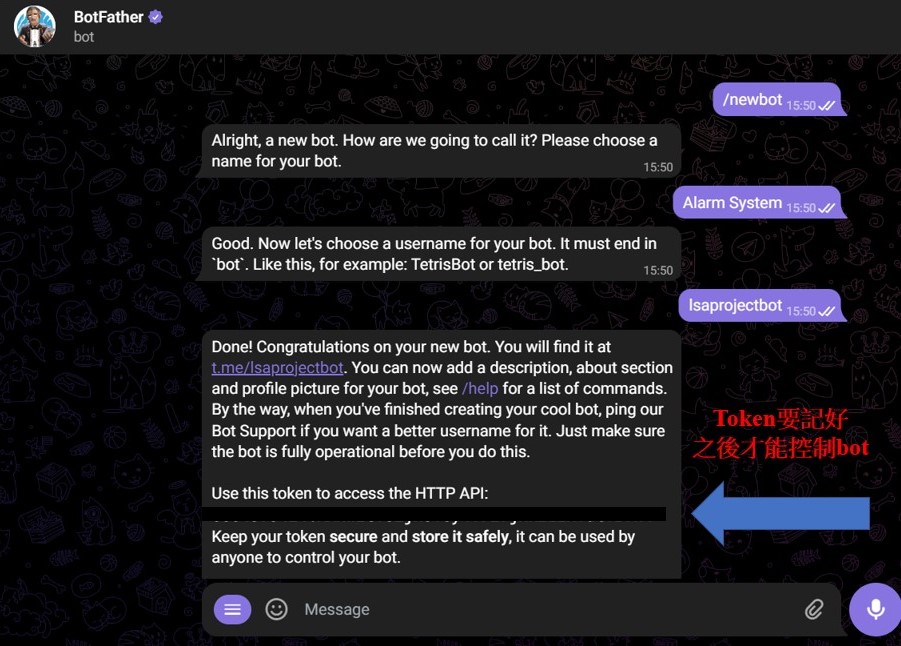 BotFather
bot
/newbot 15:50
Alright, a new bot. How are we going to call it? Please choose a
name for your bot.
15:50
Alarm System 15:50
Good. Now let's choose a username for your bot. It must end in
`bot`. Like this, for example: TetrisBot or tetris_bot.
15:50
lsaprojectbot 15:50
Done! Congratulations on your new bot. You will find it at
t.me/lsaprojectbot. You can now add a description, about section
and profile picture for your bot, see /help for a list of commands.
By the way, when you've finished creating your cool bot, ping our
Bot Support if you want a better username for it. Just make sure
the bot is fully operational before you do this.
Use this token to access the HTTP API:
Keep your token secure and store it safely, it can be used by
anyone to control your bot.
Token要記好
之後才能控制bot
Message